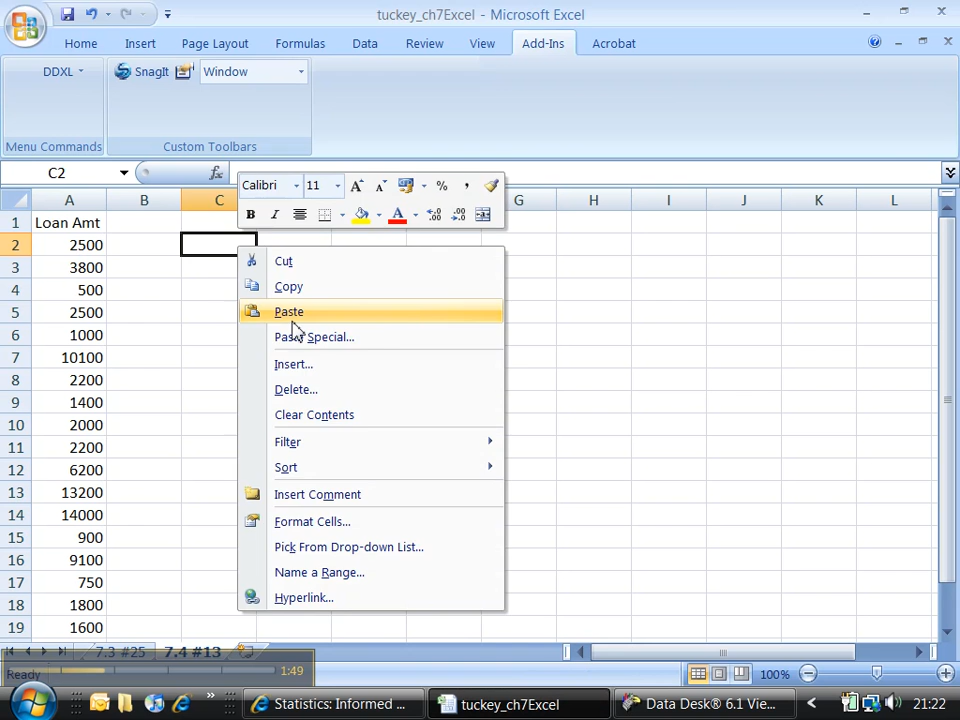 tuckey_ch7Excel - Microsoft Excel
Home Insert Page Layout Formulas Data Review View Add-Ins Acrobat
DDXL SnagIt Window
Menu Commands Custom Toolbars
C2 fx
Calibri 11 A A % ,
B I A .00 .00
A B C G H I J K L
1 Loan Amt
2 2500
3 3800
4 500
5 2500
6 1000
7 10100
8 2200
9 1400
10 2000
11 2200
12 6200
13 13200
14 14000
15 900
16 9100
17 750
18 1800
19 1600
Cut
Copy
Paste
Paste Special...
Insert...
Delete...
Clear Contents
Filter
Sort
Insert Comment
Format Cells...
Pick From Drop-down List...
Name a Range...
Hyperlink...
7.3 #25 7.4 #13
Ready 1:49 100%
Statistics: Informed ... tuckey_ch7Excel Data Desk® 6.1 Vie... 21:22